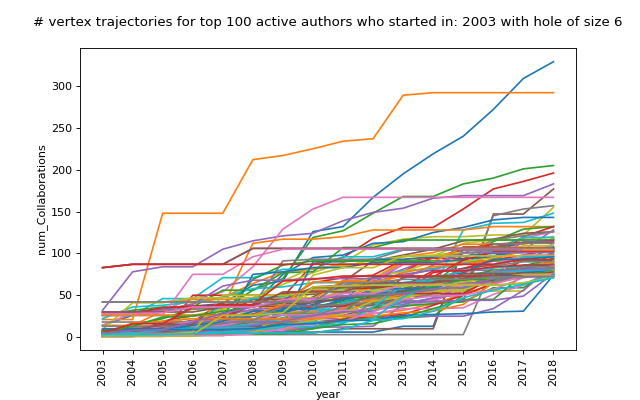 # vertex trajectories for top 100 active authors who started in: 2003 with hole of size 6
300
250
200
150
100
50
0
num_Collaborations
2003 2004 2005 2006 2007 2008 2009 2010 2011 2012 2013 2014 2015 2016 2017 2018
year